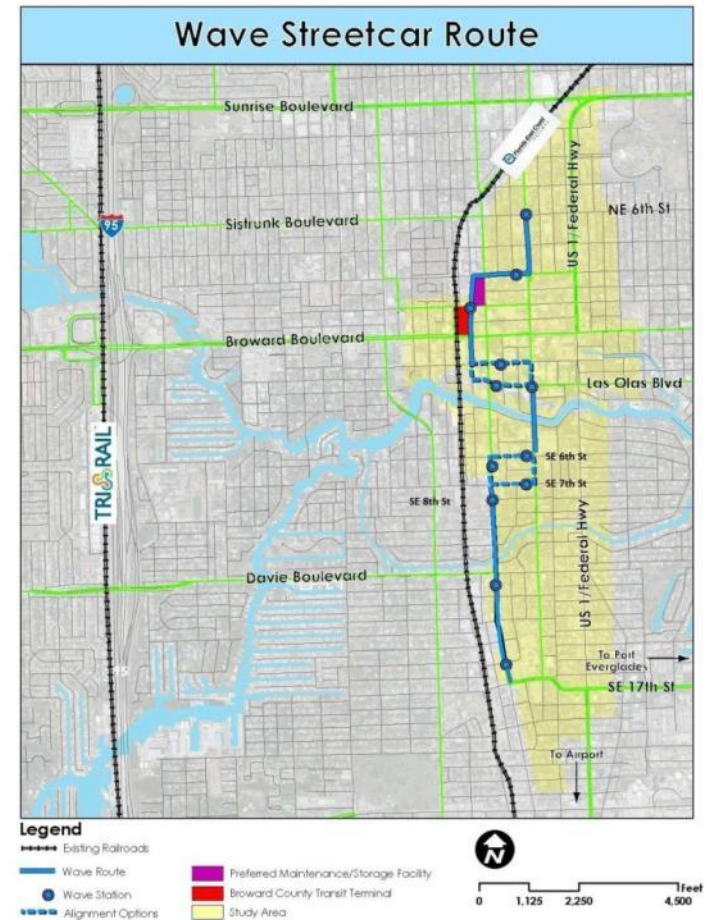 Wave Streetcar Route
Sunrise Boulevard
Sistrunk Boulevard
NE 6th St
US 1/Federal Hwy
95
Broward Boulevard
Las Olas Blvd
TRI RAIL
SE 6th St
SE 7th St
SE 8th St
US 1/Federal Hwy
Davie Boulevard
To Port
Everglades
SE 17th St
To Airport
Legend
Existing Railroads
Wave Route
Wave Station
Alignment Options
Preferred Maintenance/Storage Facility
Broward County Transit Terminal
Study Area
N
Feet
0 1,125 2,250 4,500